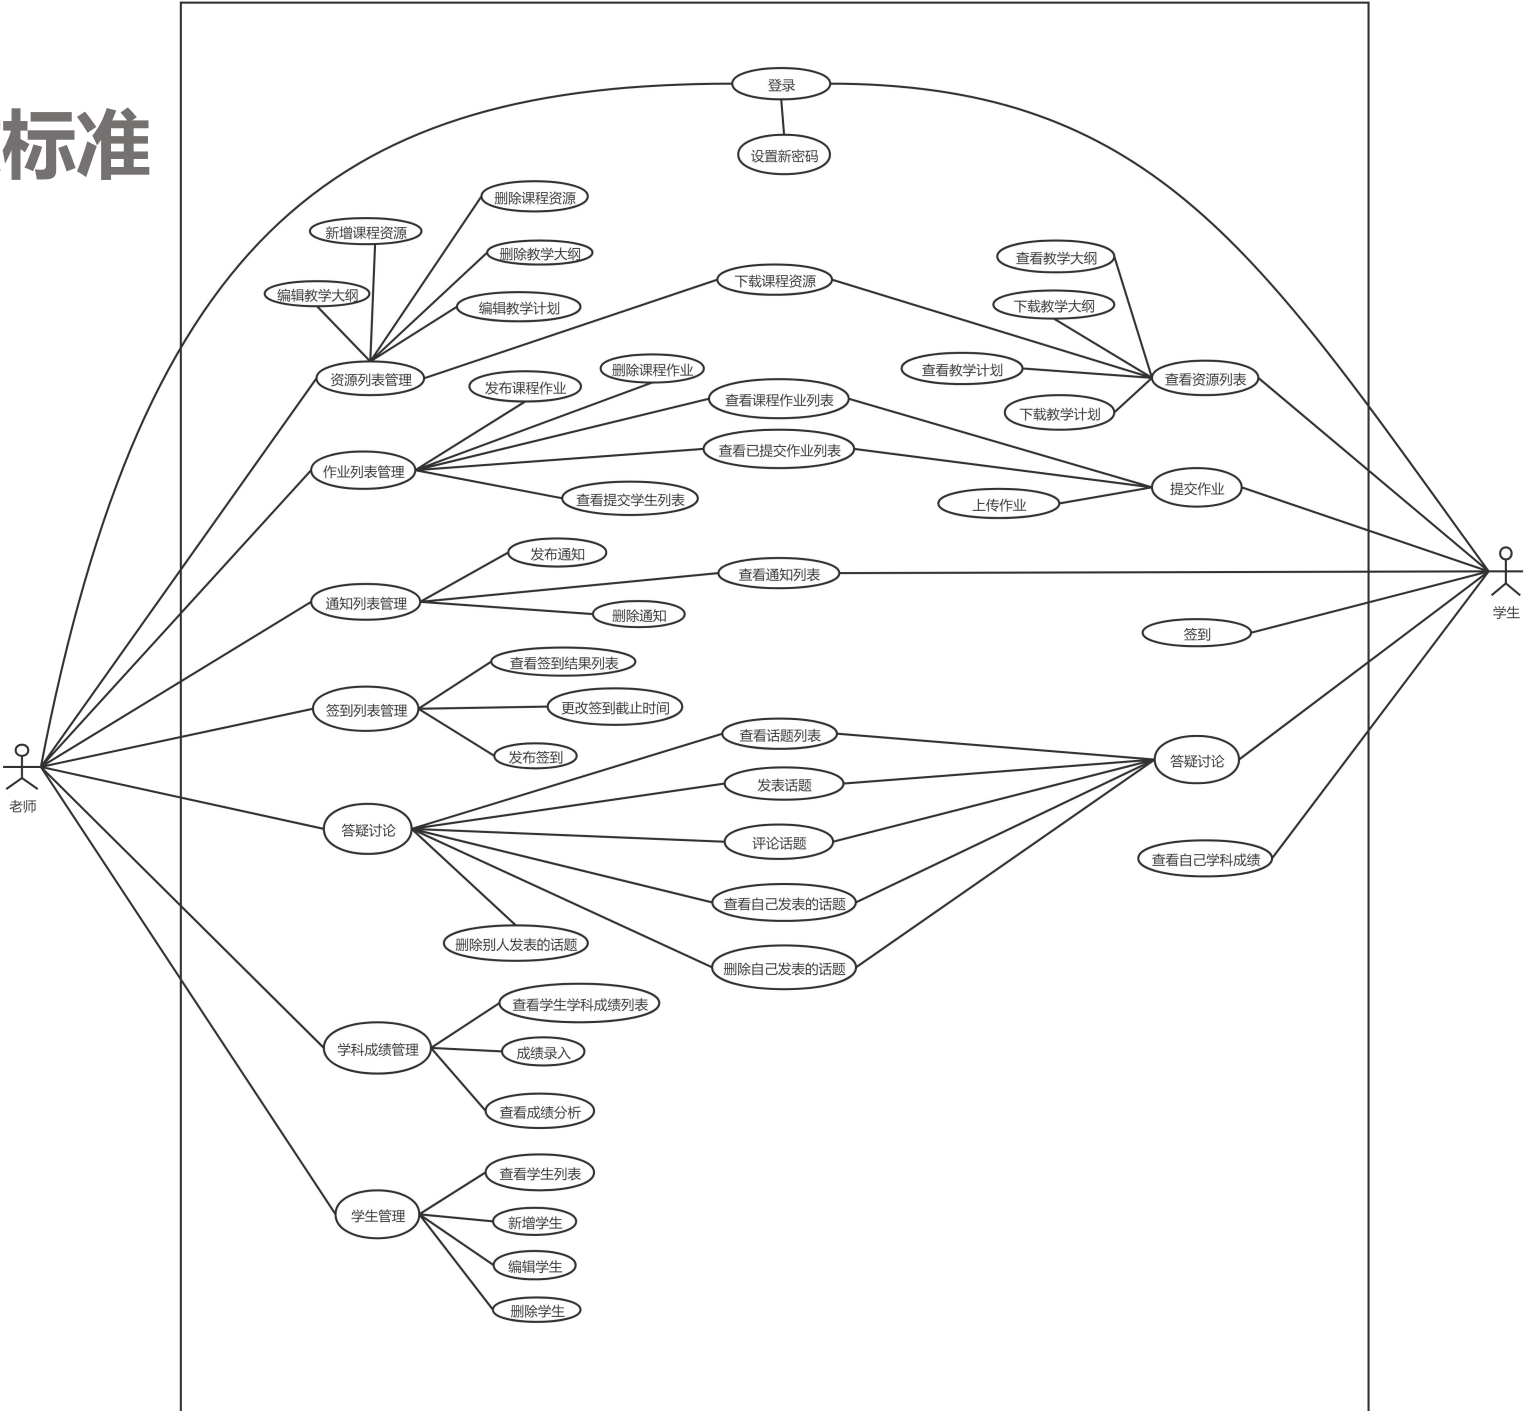 登录
标准
设置新密码
删除课程资源
新增课程资源
删除教学大纲
查看教学大纲
下载课程资源
编辑教学大纲
编辑教学计划
下载教学大纲
资源列表管理
删除课程作业
查看教学计划
查看资源列表
发布课程作业
查看课程作业列表
下载教学计划
查看已提交作业列表
作业列表管理
查看提交学生列表
上传作业
提交作业
发布通知
查看通知列表
通知列表管理
删除通知
学生
签到
查看签到结果列表
签到列表管理
更改签到截止时间
查看话题列表
发布签到
答疑讨论
发表话题
老师
答疑讨论
评论话题
查看自己学科成绩
查看自己发表的话题
删除别人发表的话题
删除自己发表的话题
查看学生学科成绩列表
学科成绩管理
成绩录入
查看成绩分析
查看学生列表
学生管理
新增学生
编辑学生
删除学生